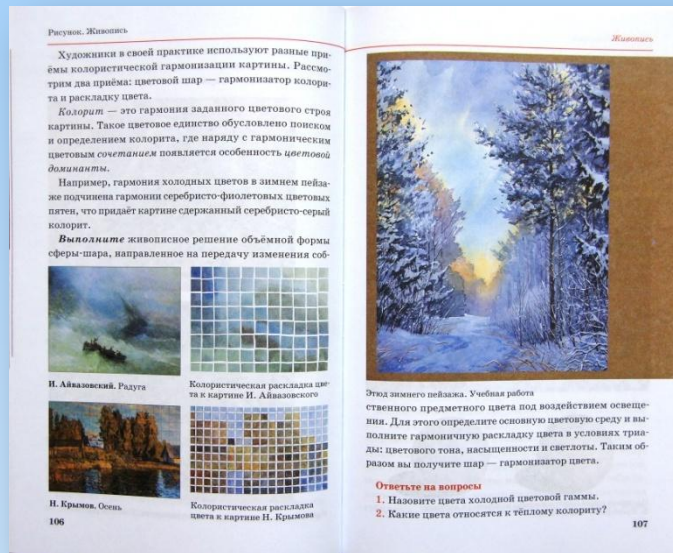 Рисунок. Живопись
Художники в своей практике используют разные при-
ёмы колористической гармонизации картины. Рассмо-
трим два приёма: цветовой шар — гармонизатор колори-
та и раскладку цвета.
Колорит — это гармония заданного цветового строя
картины. Такое цветовое единство обусловлено поиском
и определением колорита, где наряду с гармоническим
цветовым сочетанием появляется особенность цветовой
доминанты.
Например, гармония холодных цветов в зимнем пейза-
же подчинена гармонии серебристо-фиолетовых цветовых
пятен, что придаёт картине сдержанный серебристо-серый
колорит.
Выполните живописное решение объёмной формы
сферы-шара, направленное на передачу изменения соб-
И. Айвазовский. Радуга
Колористическая раскладка цве-
та к картине И. Айвазовского
Н. Крымов. Осень
Колористическая раскладка
цвета к картине Н. Крымова
106
Живопись
Этюд зимнего пейзажа. Учебная работа
ственного предметного цвета под воздействием освеще-
ния. Для этого определите основную цветовую среду и вы-
полните гармоничную раскладку цвета в условиях триа-
ды: цветового тона, насыщенности и светлоты. Таким об-
разом вы получите шар — гармонизатор цвета.
Ответьте на вопросы
1. Назовите цвета холодной цветовой гаммы.
2. Какие цвета относятся к тёплому колориту?
107